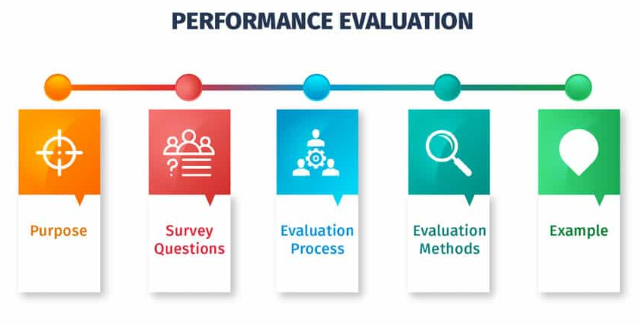 PERFORMANCE EVALUATION
Purpose
Survey
Questions
Evaluation
Process
Evaluation
Methods
Example
?